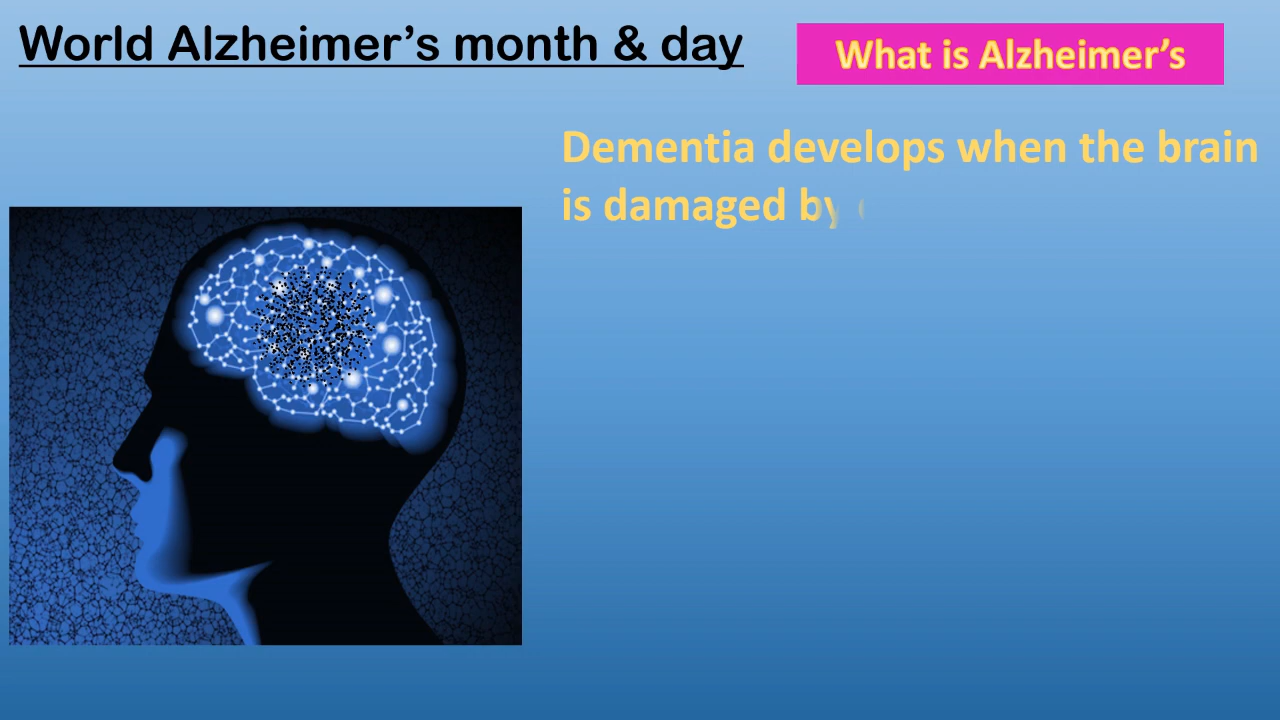 World Alzheimer’s month & day
What is Alzheimer’s
Dementia develops when the brain
is damaged by